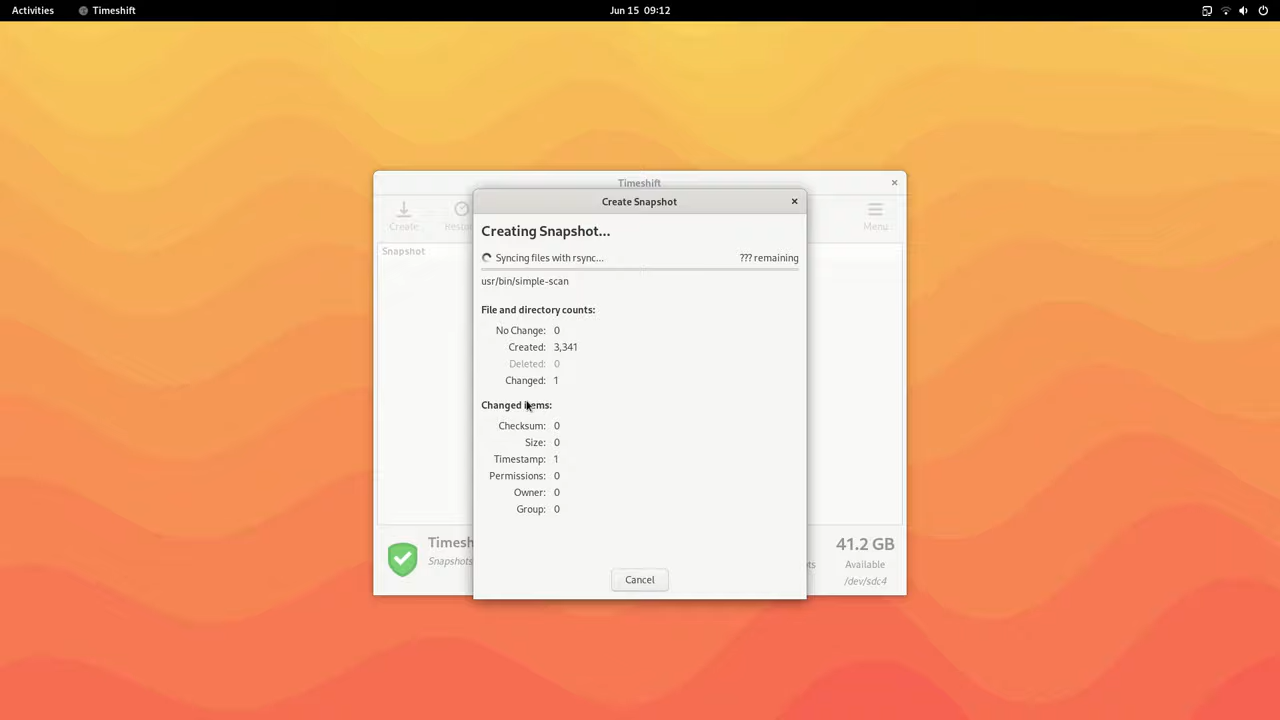 Activities
Timeshift
Jun 15 09:12
Timeshift
Create
Menu
Snapshot
Create Snapshot
Creating Snapshot...
Syncing files with rsync...
??? remaining
usr/bin/simple-scan
File and directory counts:
No Change: 0
Created: 3,341
Deleted: 0
Changed: 1
Changed items:
Checksum: 0
Size: 0
Timestamp: 1
Permissions: 0
Owner: 0
Group: 0
Cancel
Timesh
Snapshots
41.2 GB
Available
/dev/sdc4